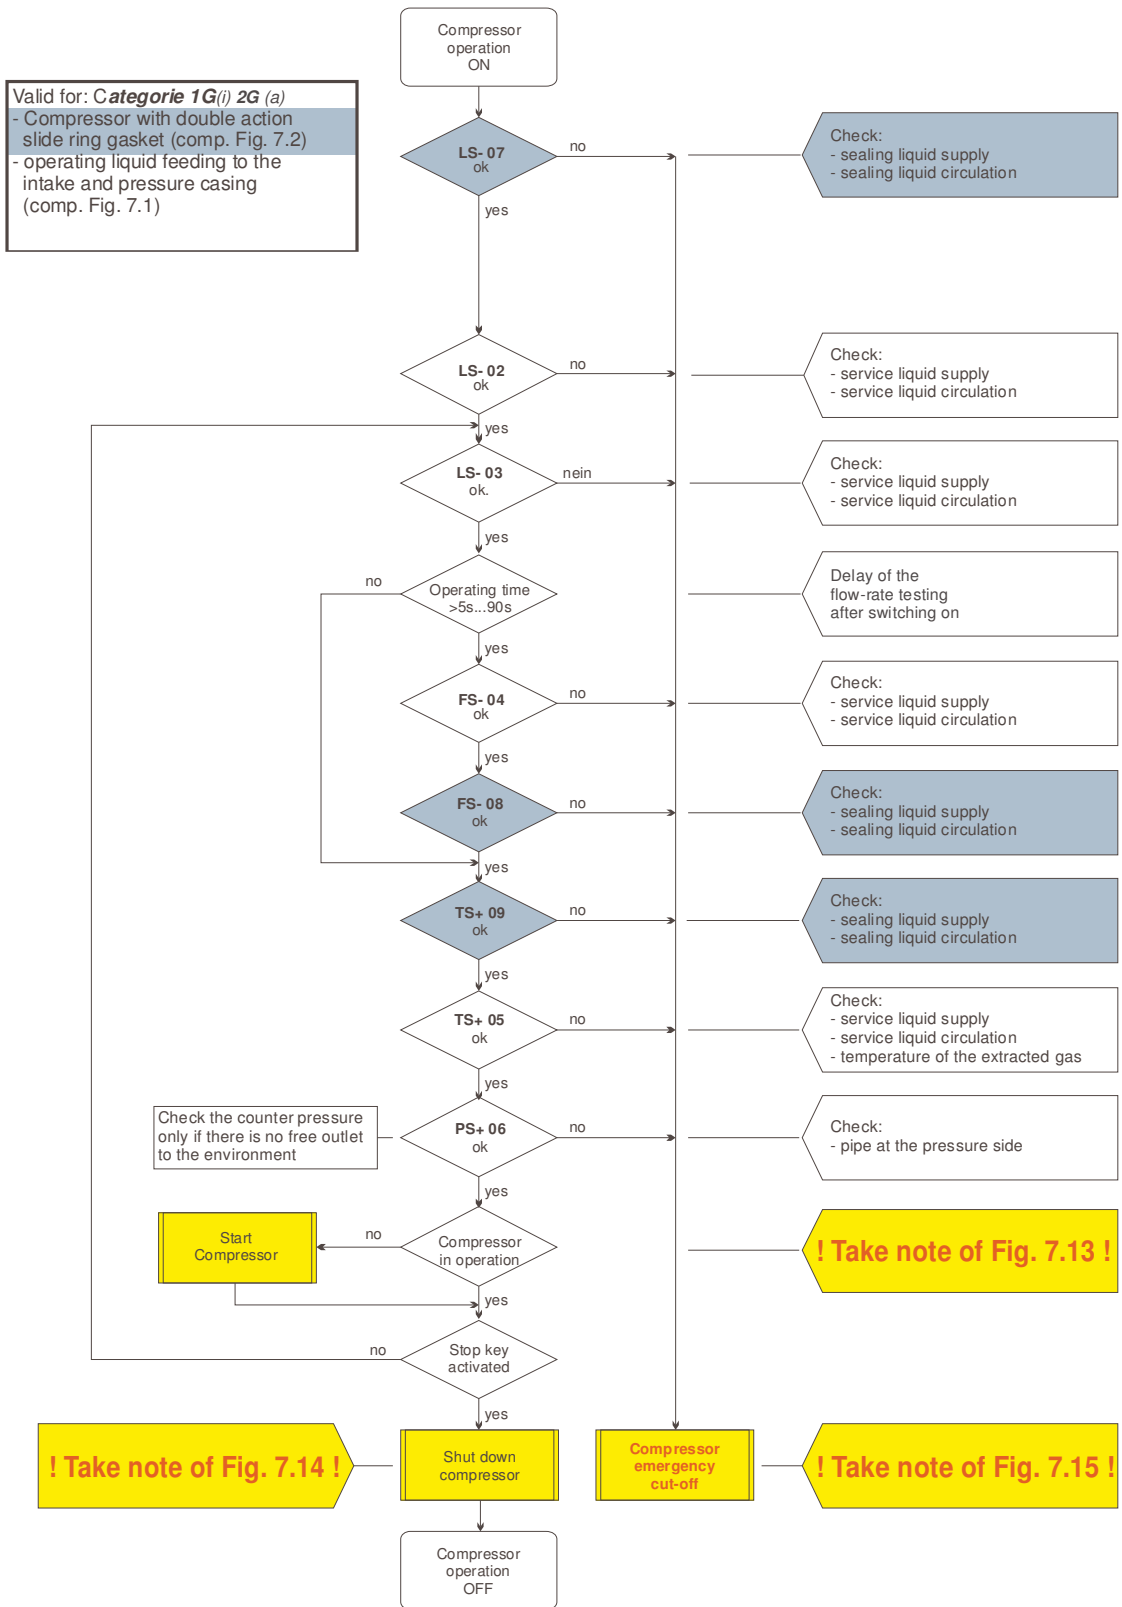 Compressor
operation
ON
Valid for: Categorie 1G(i) 2G (a)
- Compressor with double action
slide ring gasket (comp. Fig. 7.2)
- operating liquid feeding to the
intake and pressure casing
(comp. Fig. 7.1)
LS- 07
ok
no
yes
Check:
- sealing liquid supply
- sealing liquid circulation
LS- 02
ok
no
yes
Check:
- service liquid supply
- service liquid circulation
LS- 03
ok.
nein
yes
Check:
- service liquid supply
- service liquid circulation
no
Operating time
>5s...90s
yes
Delay of the
flow-rate testing
after switching on
FS- 04
ok
no
yes
Check:
- service liquid supply
- service liquid circulation
FS- 08
ok
no
yes
Check:
- sealing liquid supply
- sealing liquid circulation
TS+ 09
ok
no
yes
Check:
- sealing liquid supply
- sealing liquid circulation
TS+ 05
ok
no
yes
Check:
- service liquid supply
- service liquid circulation
- temperature of the extracted gas
Check the counter pressure
only if there is no free outlet
to the environment
PS+ 06
ok
no
yes
Check:
- pipe at the pressure side
Start
Compressor
no
Compressor
in operation
yes
! Take note of Fig. 7.13 !
no
Stop key
activated
yes
! Take note of Fig. 7.14 !
Shut down
compressor
Compressor
emergency
cut-off
! Take note of Fig. 7.15 !
Compressor
operation
OFF